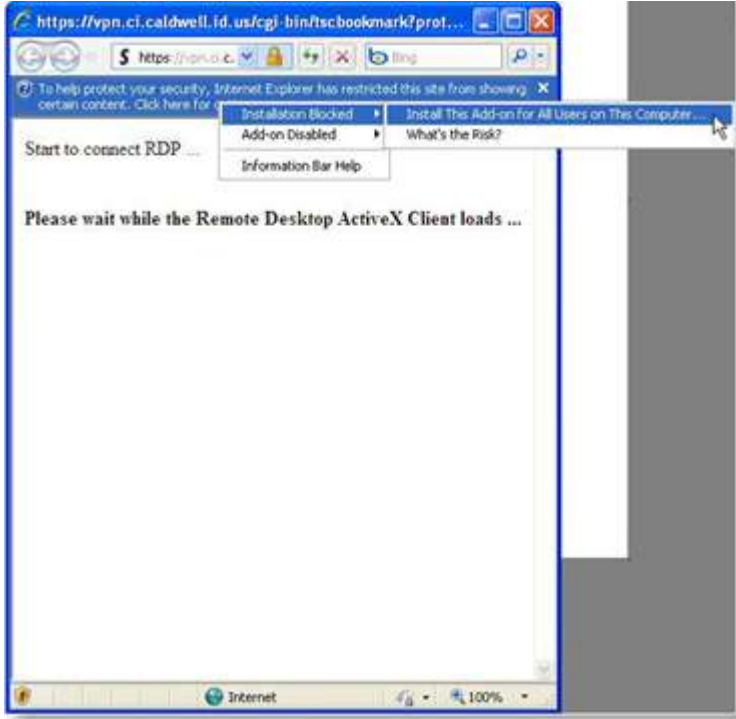 https://vpn.ci.caldwell.id.us/cgi-bin/tscbookmark?prot...
https://vpn.ci.c.
Bing
To help protect your security, Internet Explorer has restricted this site from showing
certain content. Click here for
Installation Blocked
Install This Add-on for All Users on This Computer...
Add-on Disabled
What's the Risk?
Information Bar Help
Start to connect RDP ...
Please wait while the Remote Desktop ActiveX Client loads ...
Internet
100%